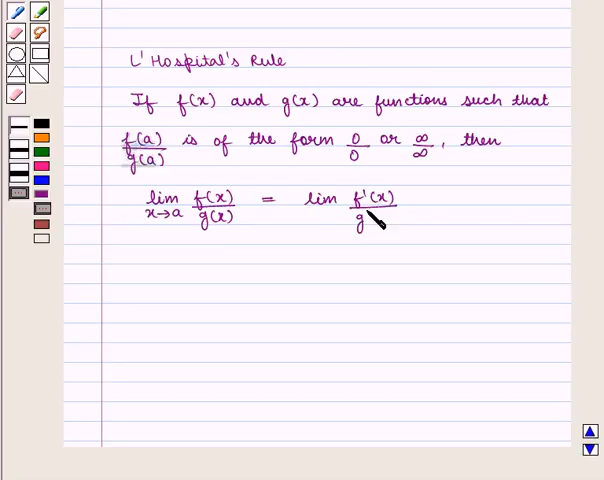 L'Hospital's Rule
If f(x) and g(x) are functions such that
f(a)/g(a) is of the form 0/0 or ∞/∞, then
lim x→a f(x)/g(x) = lim f'(x)/g